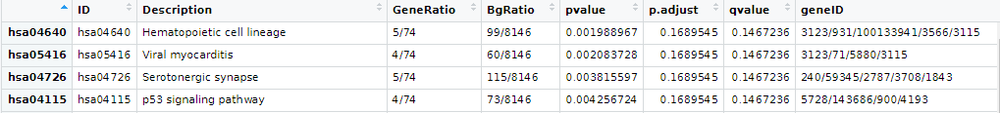 ID Description GeneRatio BgRatio pvalue p.adjust qvalue geneID
hsa04640 hsa04640 Hematopoietic cell lineage 5/74 99/8146 0.001988967 0.1689545 0.1467236 3123/931/100133941/3566/3115
hsa05416 hsa05416 Viral myocarditis 4/74 60/8146 0.002083728 0.1689545 0.1467236 3123/71/5880/3115
hsa04726 hsa04726 Serotonergic synapse 5/74 115/8146 0.003815597 0.1689545 0.1467236 240/59345/2787/3708/1843
hsa04115 hsa04115 p53 signaling pathway 4/74 73/8146 0.004256724 0.1689545 0.1467236 5728/143686/900/4193